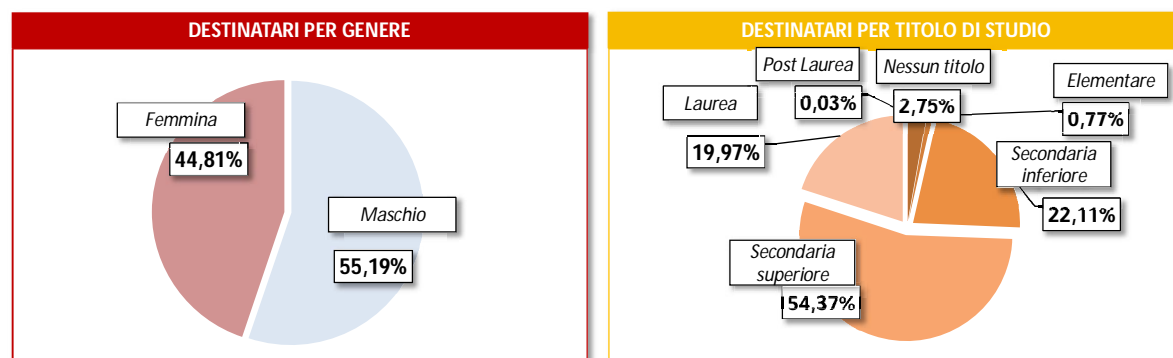 DESTINATARI PER GENERE
Femmina
44,81%
Maschio
55,19%
DESTINATARI PER TITOLO DI STUDIO
Post Laurea
0,03%
Nessun titolo
2,75%
Elementare
0,77%
Laurea
19,97%
Secondaria
inferiore
22,11%
Secondaria
superiore
54,37%